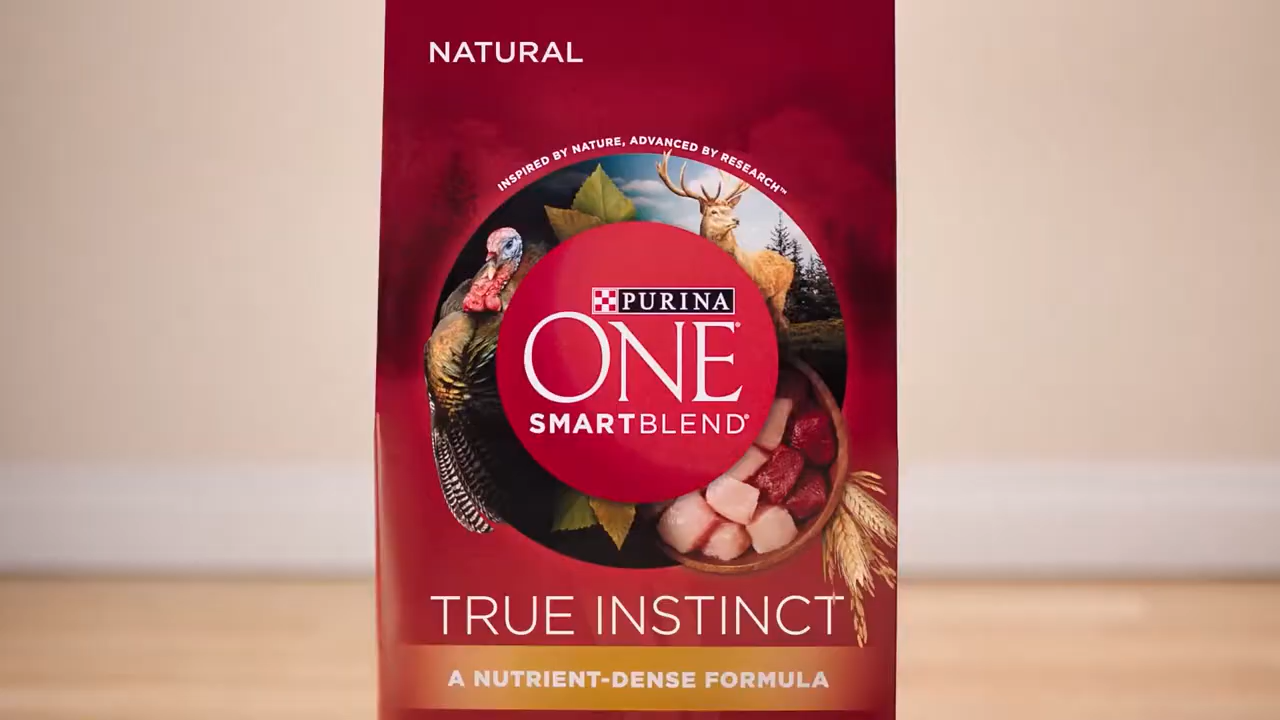 NATURAL
INSPIRED BY NATURE, ADVANCED BY RESEARCH™
PURINA
ONE®
SMARTBLEND®
TRUE INSTINCT
A NUTRIENT-DENSE FORMULA